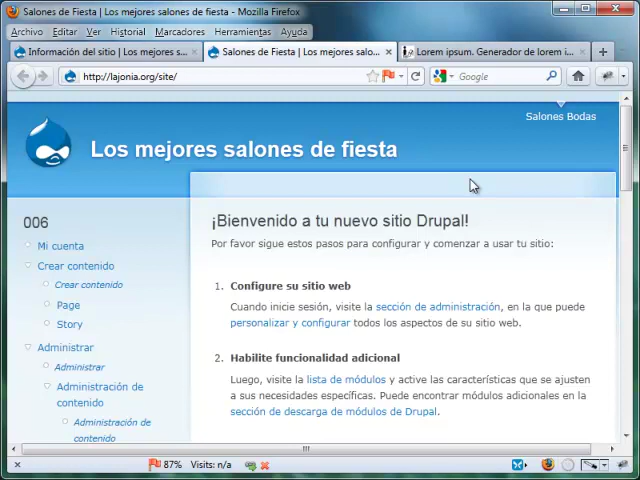 Salones de Fiesta | Los mejores salones de fiesta - Mozilla Firefox
Archivo Editar Ver Historial Marcadores Herramientas Ayuda
Información del sitio | Los mejores s...
Salones de Fiesta | Los mejores salo...
Lorem ipsum. Generador de lorem i...
http://lajonia.org/site/
Google
Salones Bodas
Los mejores salones de fiesta
006
Mi cuenta
Crear contenido
Crear contenido
Page
Story
Administrar
Administrar
Administración de
contenido
Administración de
contenido
¡Bienvenido a tu nuevo sitio Drupal!
Por favor sigue estos pasos para configurar y comenzar a usar tu sitio:
1. Configure su sitio web
Cuando inicie sesión, visite la sección de administración, en la que puede
personalizar y configurar todos los aspectos de su sitio web.
2. Habilite funcionalidad adicional
Luego, visite la lista de módulos y active las características que se ajusten
a sus necesidades específicas. Puede encontrar módulos adicionales en la
sección de descarga de módulos de Drupal.
87% Visits: n/a